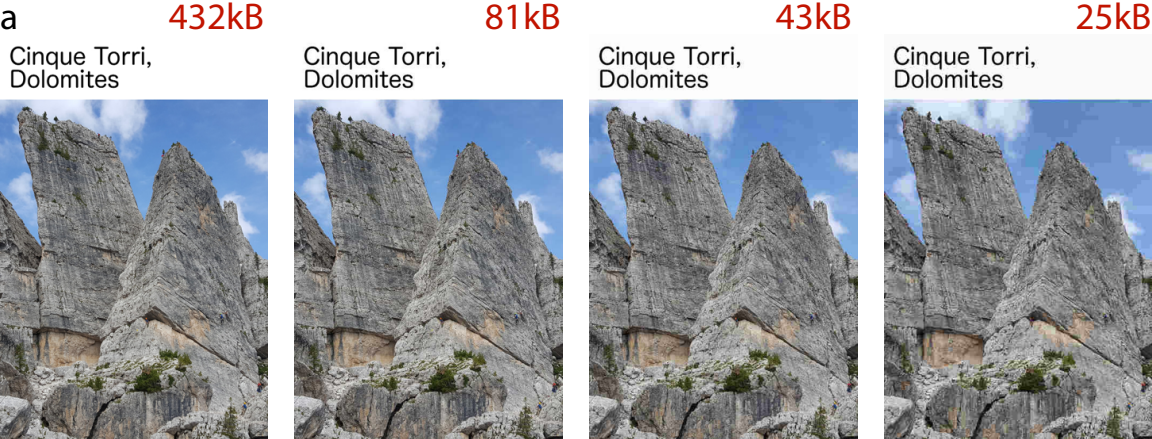 a
432kB
81kB
43kB
25kB
Cinque Torri,
Dolomites
Cinque Torri,
Dolomites
Cinque Torri,
Dolomites
Cinque Torri,
Dolomites